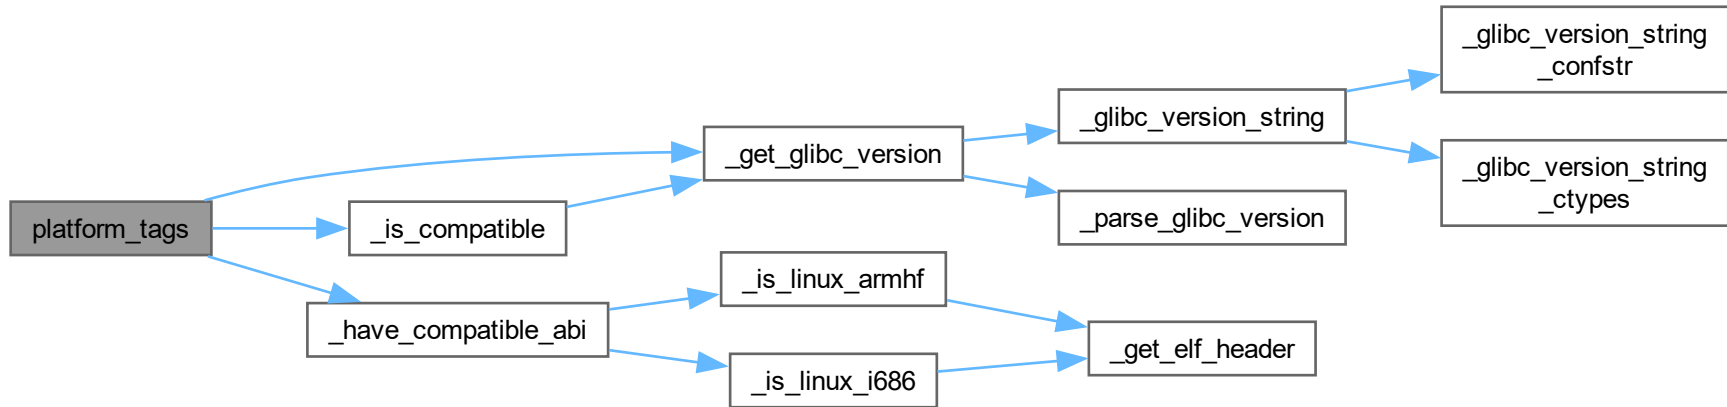 platform_tags
_is_compatible
_have_compatible_abi
_get_glibc_version
_is_linux_armhf
_is_linux_i686
_glibc_version_string
_parse_glibc_version
_get_elf_header
_glibc_version_string
_confstr
_glibc_version_string
_ctypes